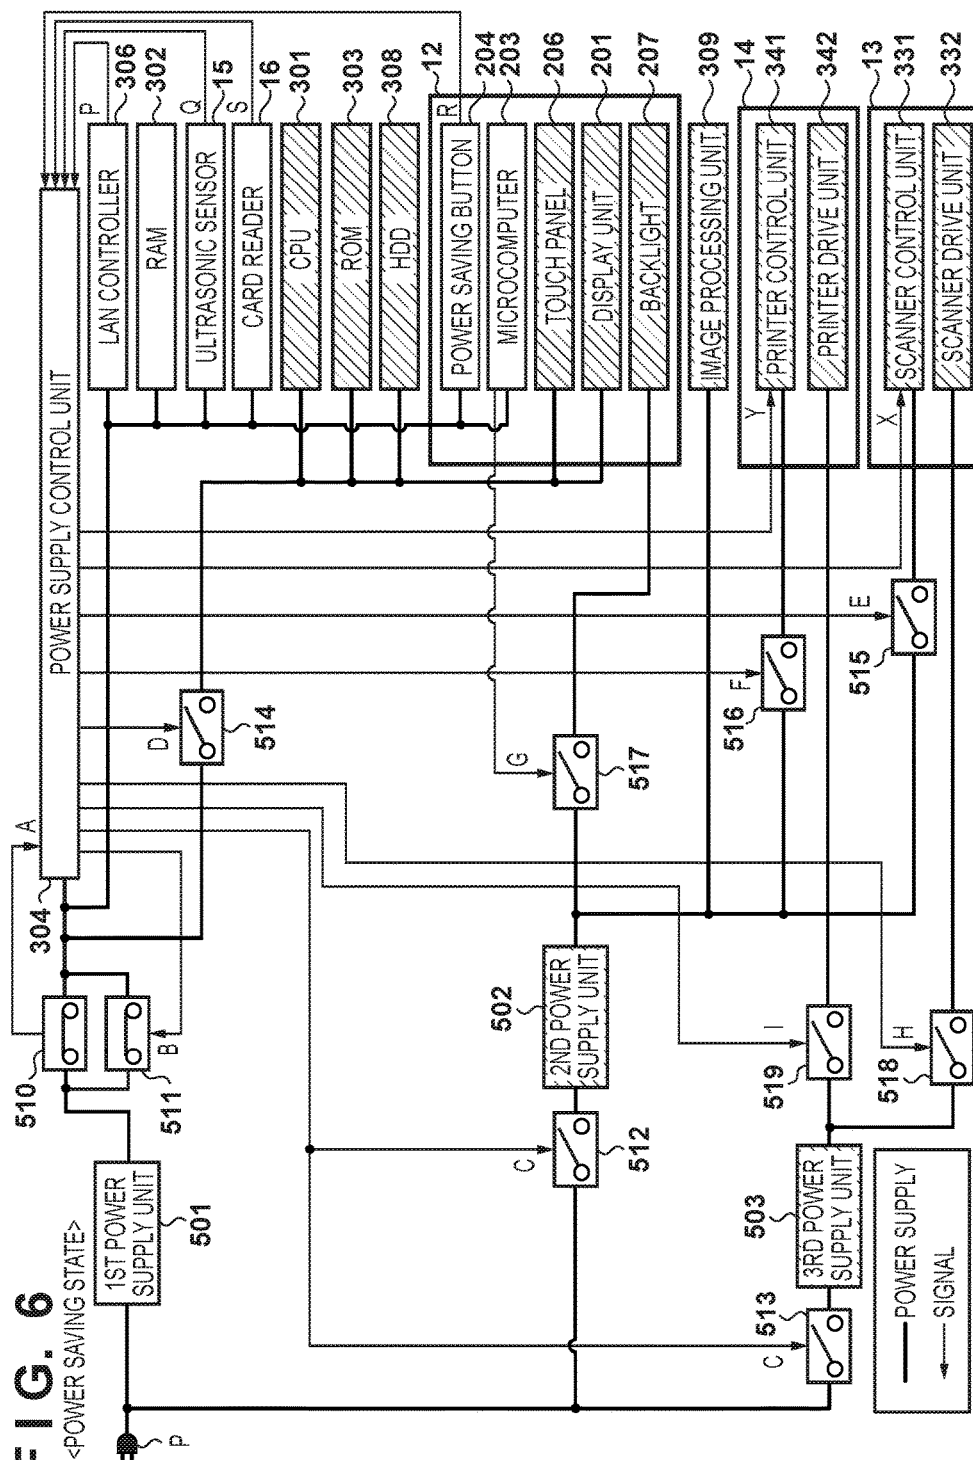 FIG. 6
<POWER SAVING STATE>
P
1ST POWER
SUPPLY UNIT
501
510
511
B
A
304
POWER SUPPLY CONTROL UNIT
D
514
LAN CONTROLLER
P
306
RAM
302
ULTRASONIC SENSOR
Q
15
CARD READER
S
16
CPU
301
ROM
303
HDD
308
12
POWER SAVING BUTTON
R
204
MICROCOMPUTER
203
TOUCH PANEL
206
DISPLAY UNIT
201
BACKLIGHT
207
C
512
2ND POWER
SUPPLY UNIT
502
G
517
IMAGE PROCESSING UNIT
309
14
F
516
Y
PRINTER CONTROL UNIT
341
PRINTER DRIVE UNIT
342
13
E
515
X
SCANNER CONTROL UNIT
331
SCANNER DRIVE UNIT
332
C
513
3RD POWER
SUPPLY UNIT
503
I
519
H
518
POWER SUPPLY
SIGNAL